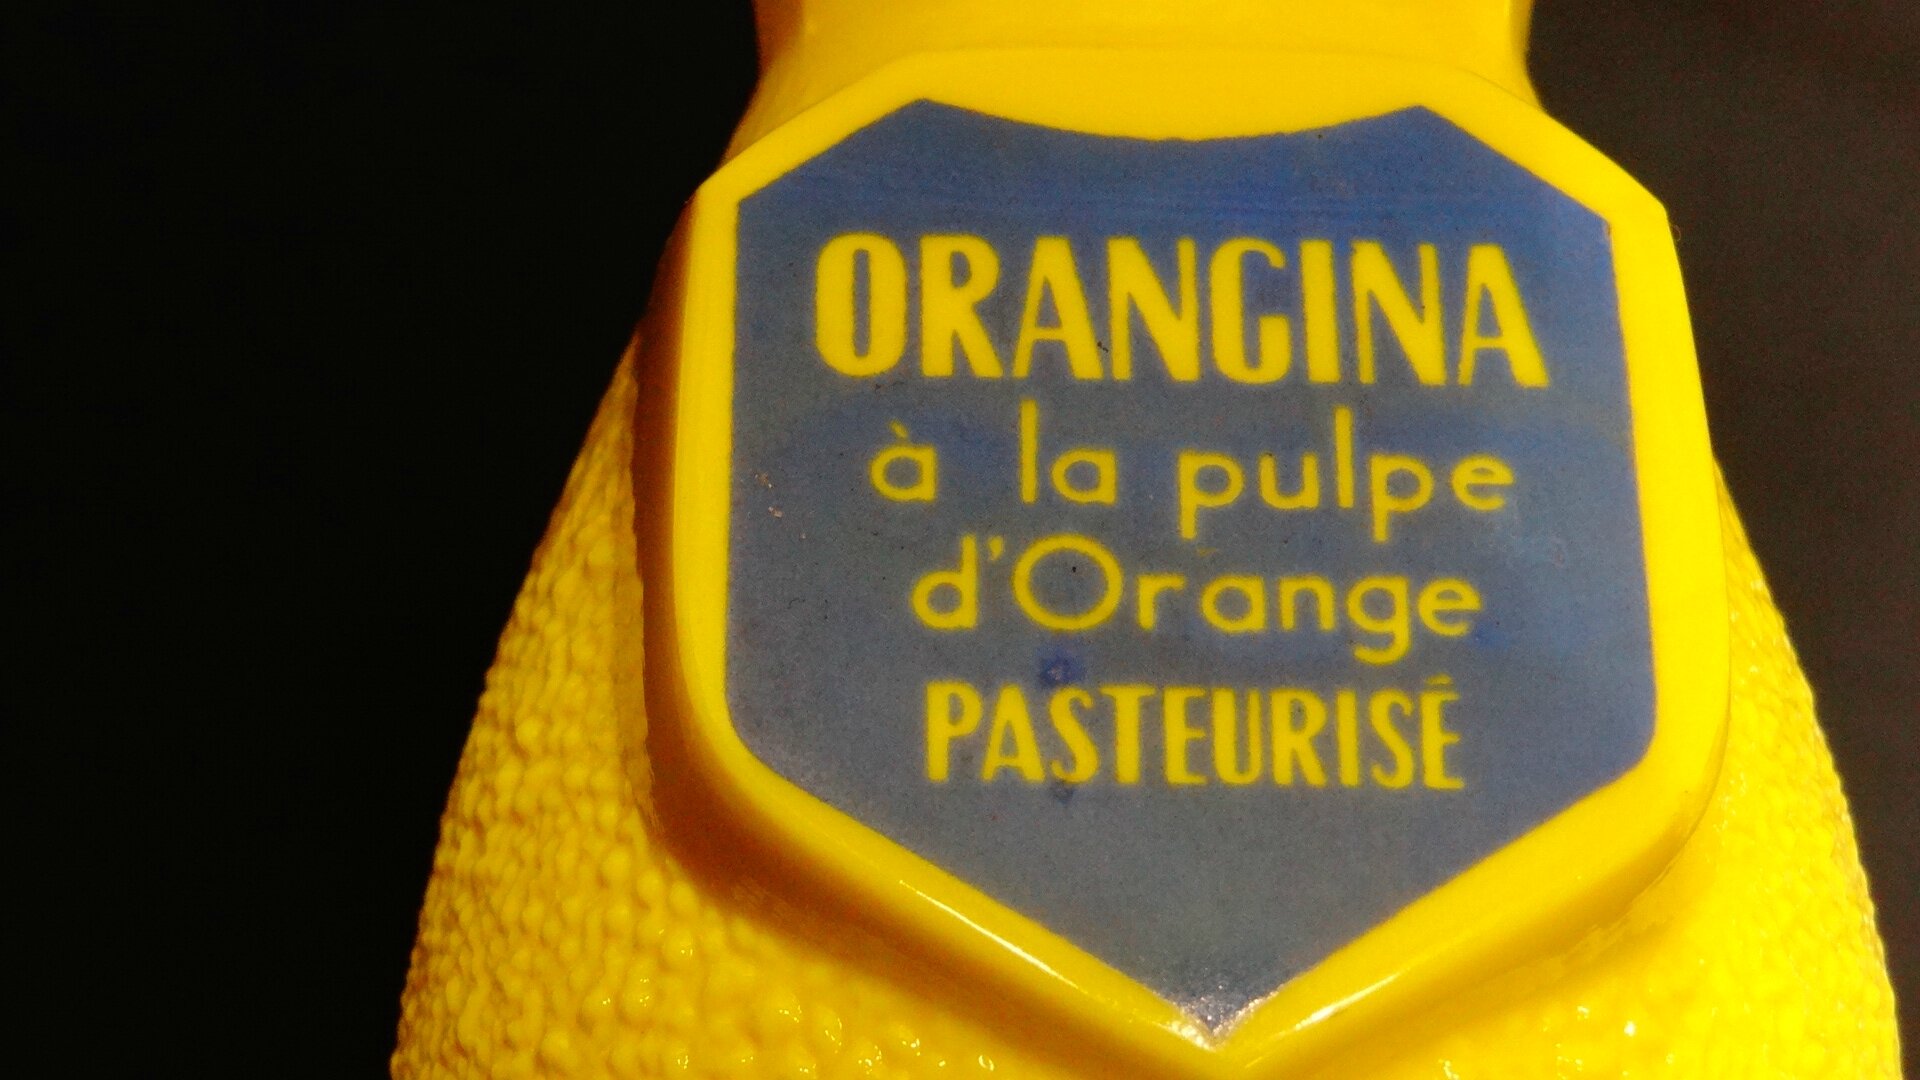 ORANGINA
à la pulpe
d'Orange
PASTEURISÉ